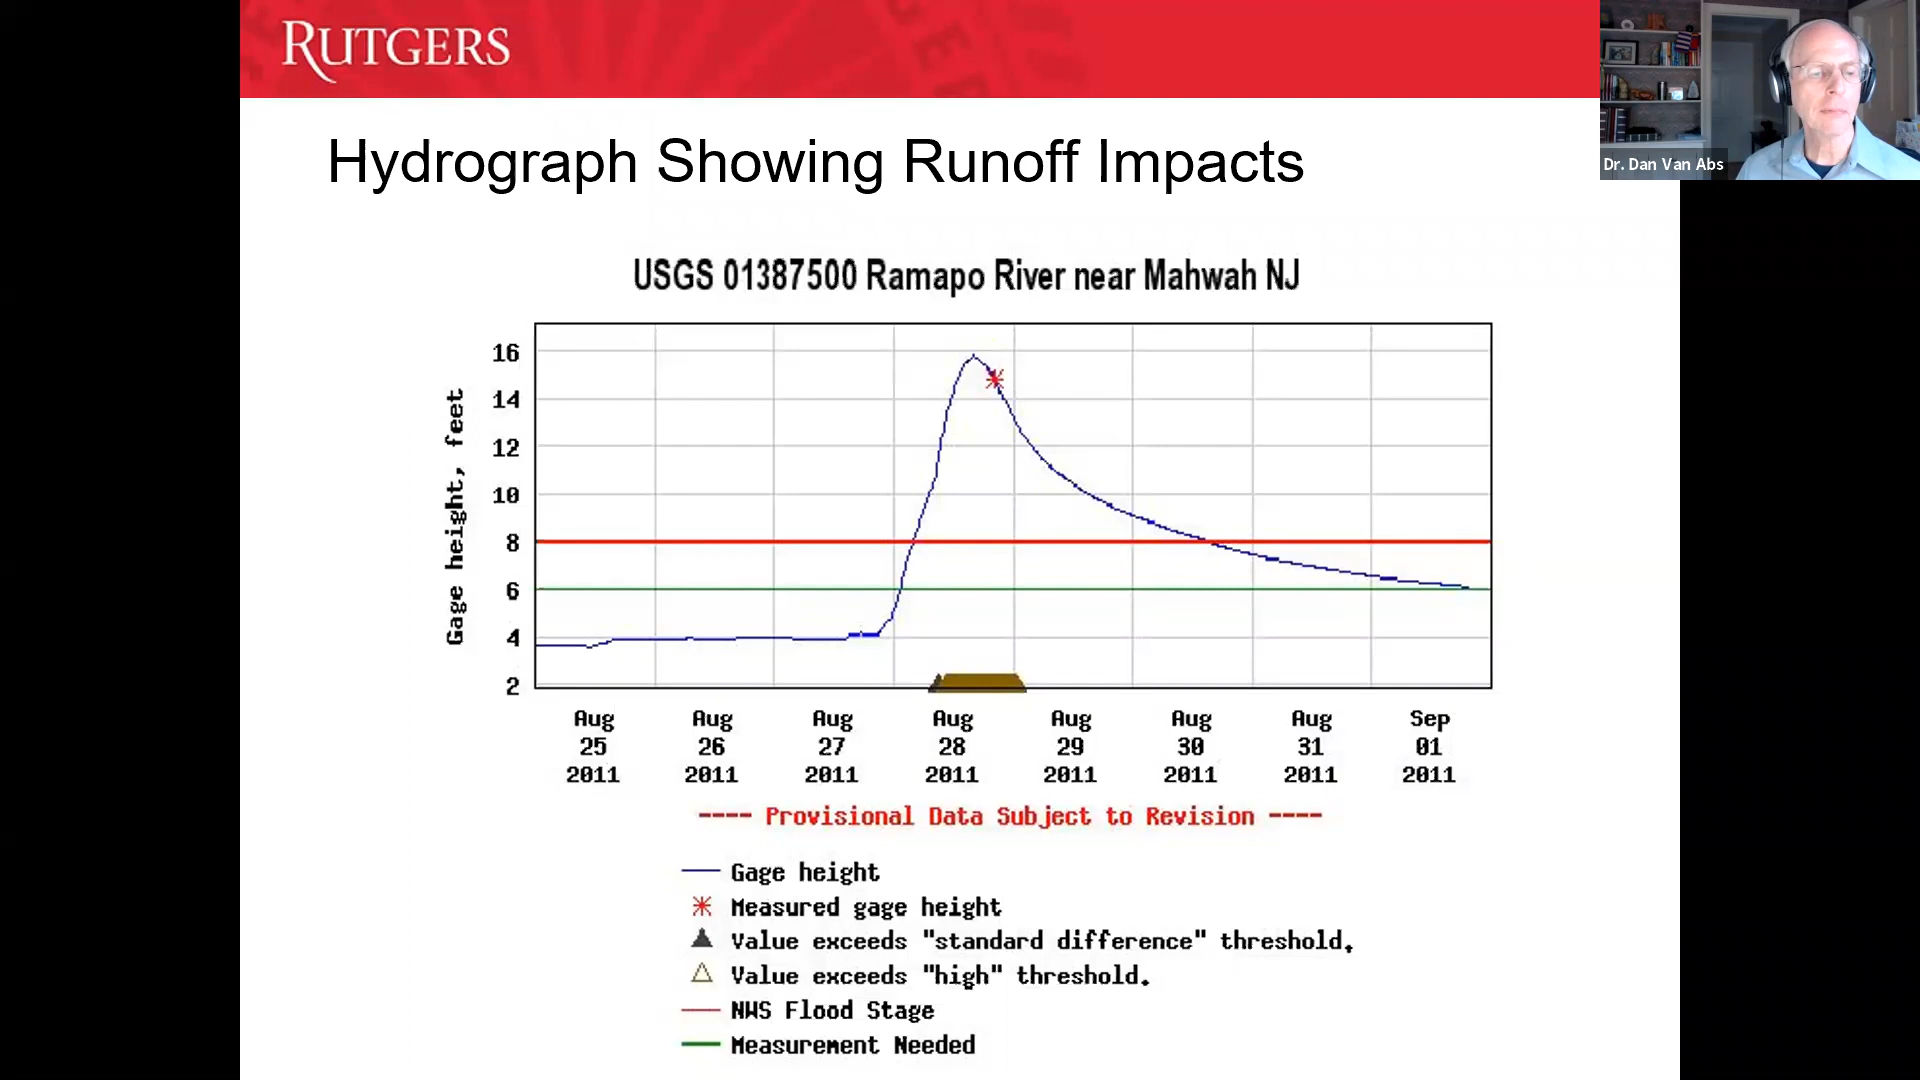 RUTGERS
Dr. Dan Van Abs
Hydrograph Showing Runoff Impacts
USGS 01387500 Ramapo River near Mahwah NJ
Gage height, feet
16
14
12
10
8
6
4
2
Aug Aug Aug Aug Aug Aug Aug Sep
25 26 27 28 29 30 31 01
2011 2011 2011 2011 2011 2011 2011 2011
---- Provisional Data Subject to Revision ----
Gage height
Measured gage height
Value exceeds "standard difference" threshold.
Value exceeds "high" threshold.
NWS Flood Stage
Measurement Needed